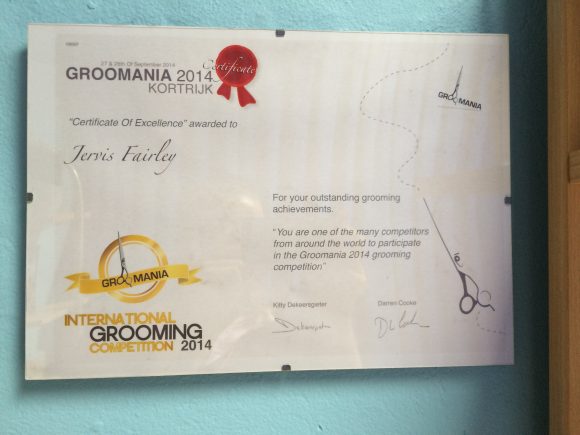 27 & 28th Of September 2014
GROOMANIA 2014
KORTRIJK
Certificate
"Certificate Of Excellence" awarded to
Jervis Fairley
GROOMANIA
For your outstanding grooming
achievements.
"You are one of the many competitors
from around the world to participate
in the Groomania 2014 grooming
competition"
GROOMANIA
INTERNATIONAL
GROOMING
COMPETITION 2014
Kitty Dekeersgieter
Darren Cooke